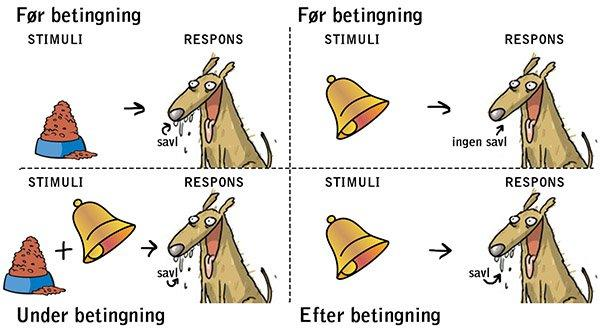 Før betingning
STIMULI RESPONS
savl
Før betingning
STIMULI RESPONS
ingen savl
STIMULI RESPONS
savl
Under betingning
STIMULI RESPONS
savl
Efter betingning